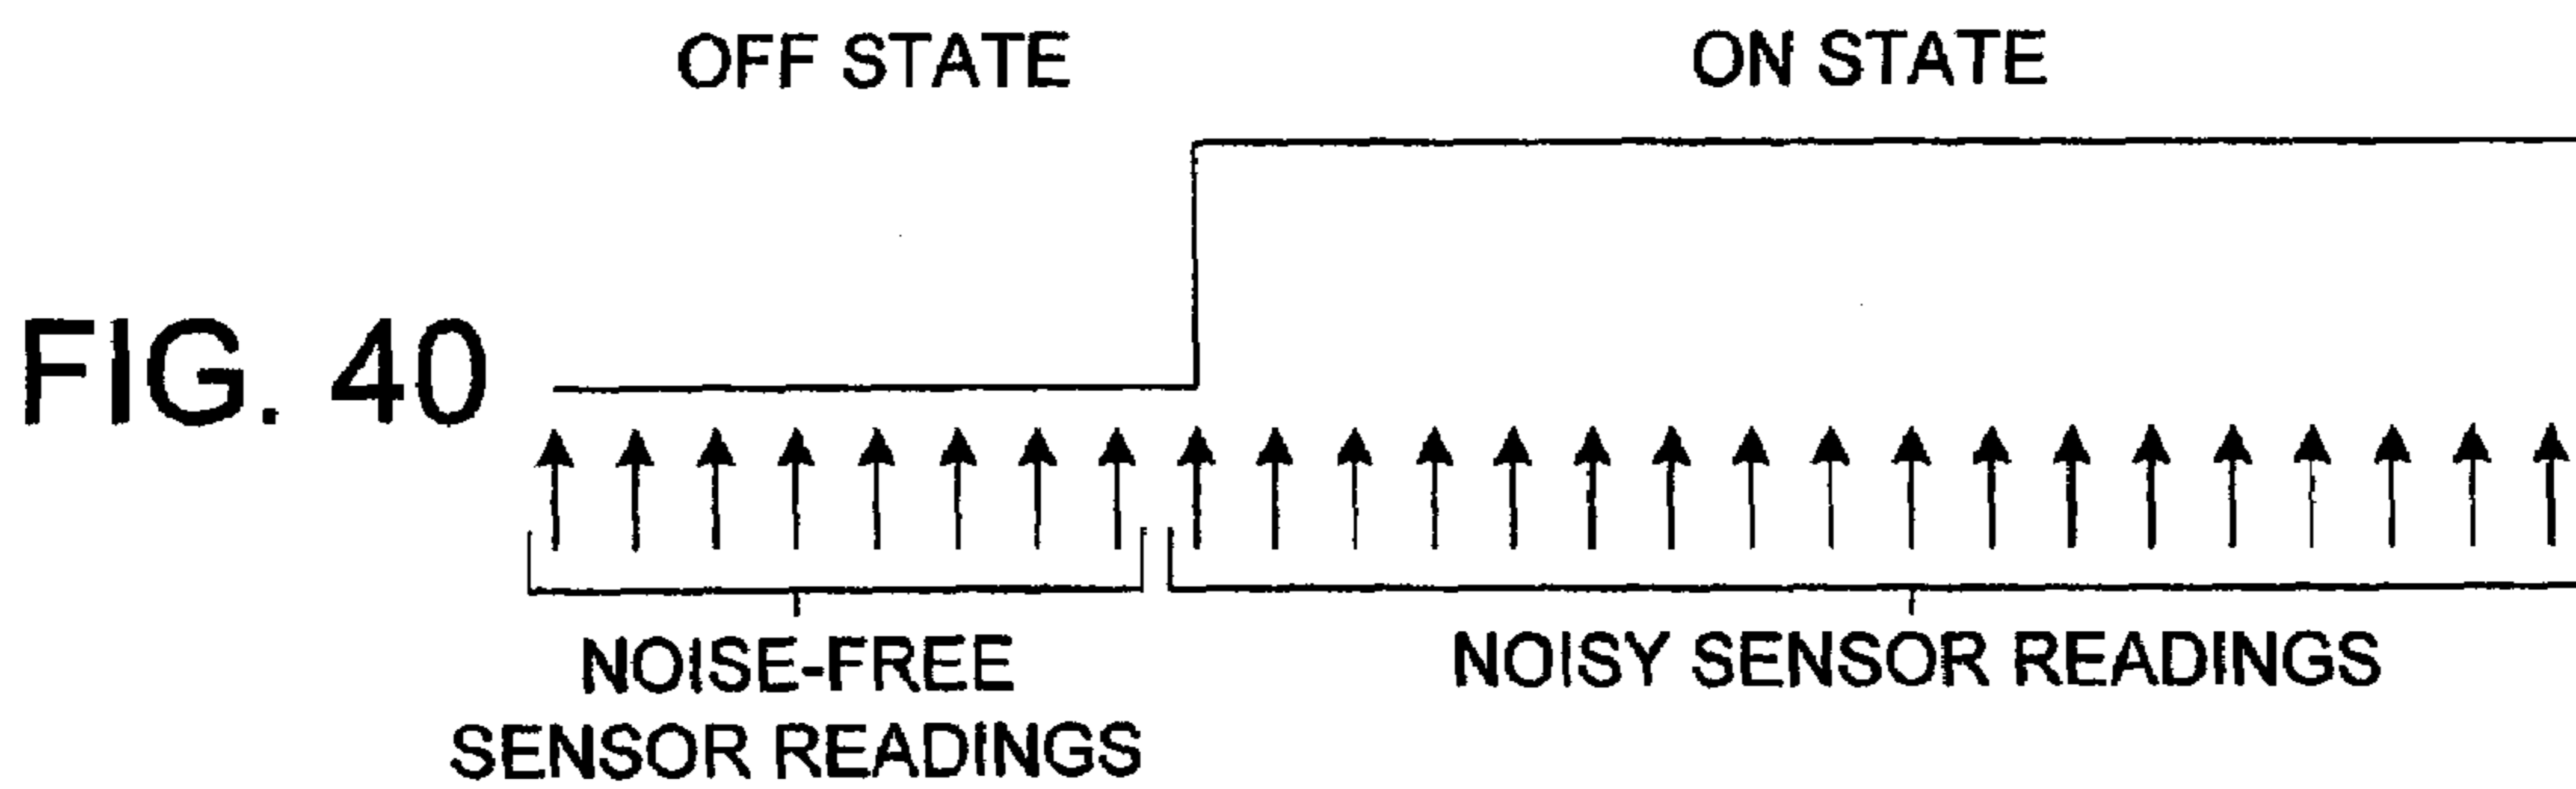 OFF STATE
ON STATE
FIG. 40
NOISE-FREE
SENSOR READINGS
NOISY SENSOR READINGS